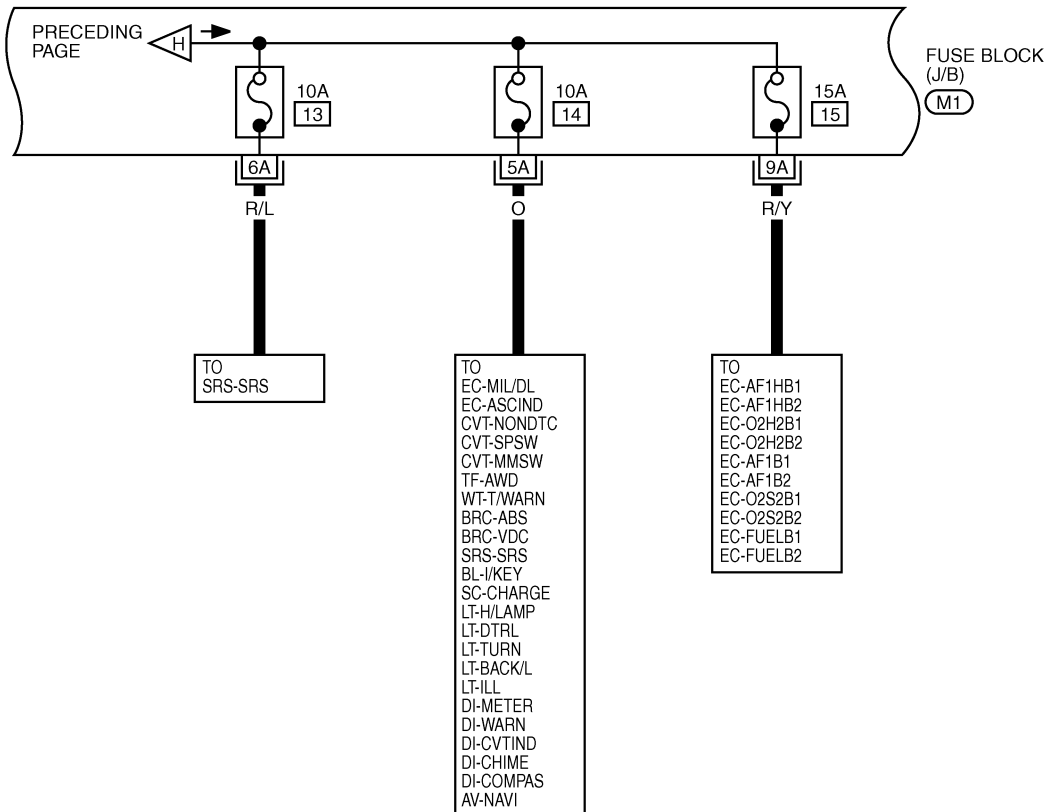 PRECEDING
PAGE
H
FUSE BLOCK
(J/B)
M1
10A
13
10A
14
15A
15
6A
5A
9A
R/L
O
R/Y
TO
SRS-SRS
TO
EC-MIL/DL
EC-ASCIND
CVT-NONDTC
CVT-SPSW
CVT-MMSW
TF-AWD
WT-T/WARN
BRC-ABS
BRC-VDC
SRS-SRS
BL-I/KEY
SC-CHARGE
LT-H/LAMP
LT-DTRL
LT-TURN
LT-BACK/L
LT-ILL
DI-METER
DI-WARN
DI-CVTIND
DI-CHIME
DI-COMPAS
AV-NAVI
TO
EC-AF1HB1
EC-AF1HB2
EC-O2H2B1
EC-O2H2B2
EC-AF1B1
EC-AF1B2
EC-O2S2B1
EC-O2S2B2
EC-FUELB1
EC-FUELB2